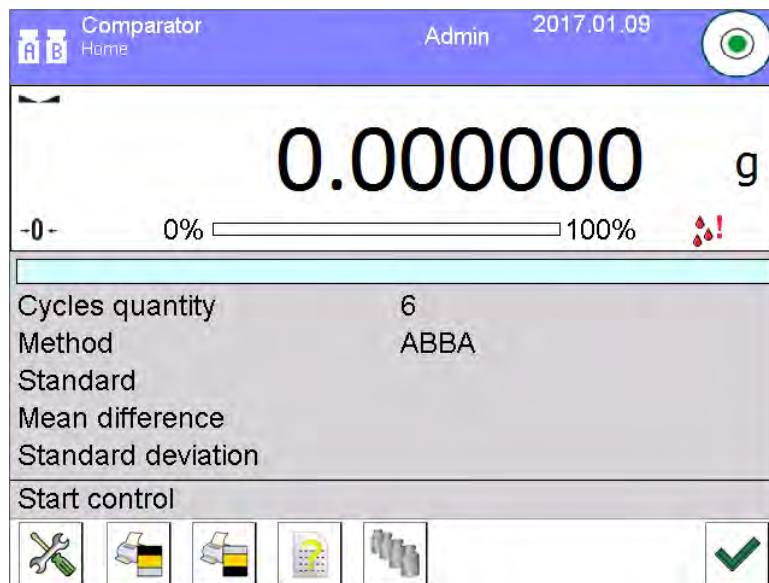 Comparator
Home
Admin
2017.01.09
A B
0.000000 g
-0-
0% 100%
!
Cycles quantity 6
Method ABBA
Standard
Mean difference
Standard deviation
Start control
?